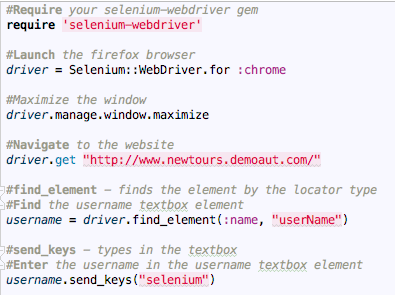 #Require your selenium-webdriver gem
require 'selenium-webdriver'
#Launch the firefox browser
driver = Selenium::WebDriver.for :chrome
#Maximize the window
driver.manage.window.maximize
#Navigate to the website
driver.get "http://www.newtours.demoaut.com/"
#find_element – finds the element by the locator type
#Find the username textbox element
username = driver.find_element(:name, "userName")
#send_keys – types in the textbox
#Enter the username in the username textbox element
username.send_keys("selenium")